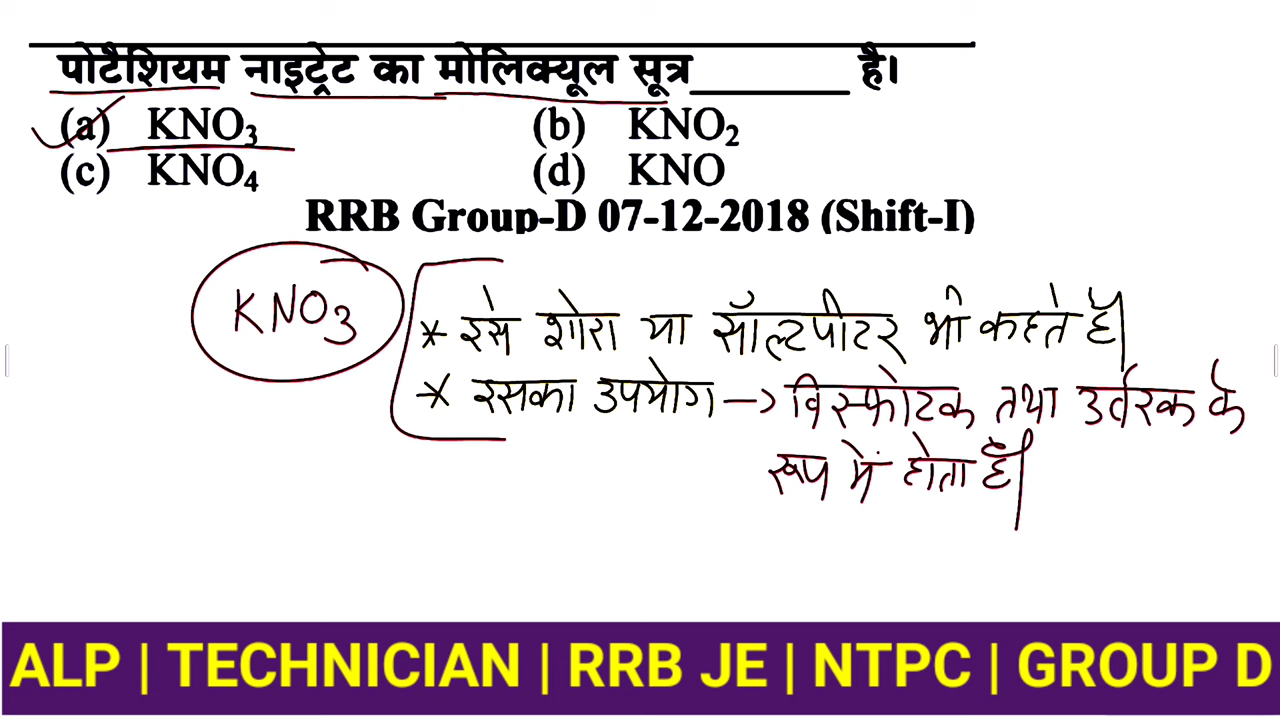 पोटैशियम नाइट्रेट का मोलिक्यूल सूत्र_______ है।
(a) KNO₃ (b) KNO₂
(c) KNO₄ (d) KNO
RRB Group-D 07-12-2018 (Shift-I)
KNO₃
* इसे शोरा या सॉल्टपीटर भी कहते हैं|
* इसका उपयोग → विस्फोटक तथा उर्वरक के
रूप में होता है|
ALP | TECHNICIAN | RRB JE | NTPC | GROUP D